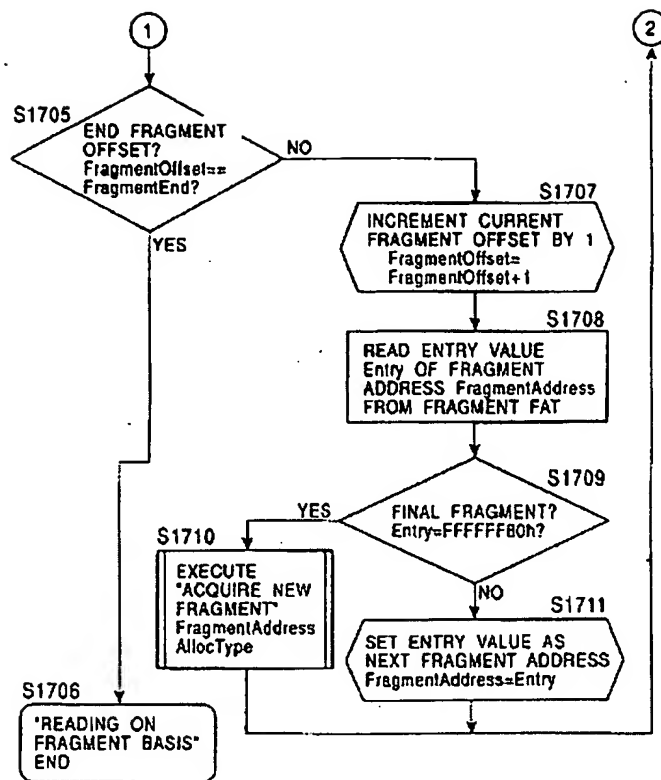 1
2
S1705
END FRAGMENT
OFFSET?
FragmentOffset==
FragmentEnd?
NO
YES
S1707
INCREMENT CURRENT
FRAGMENT OFFSET BY 1
FragmentOffset=
FragmentOffset+1
S1708
READ ENTRY VALUE
Entry OF FRAGMENT
ADDRESS FragmentAddress
FROM FRAGMENT FAT
S1709
FINAL FRAGMENT?
Entry=FFFFFF80h?
YES
NO
S1710
EXECUTE
"ACQUIRE NEW
FRAGMENT"
FragmentAddress
AllocType
S1711
SET ENTRY VALUE AS
NEXT FRAGMENT ADDRESS
FragmentAddress=Entry
S1706
"READING ON
FRAGMENT BASIS"
END